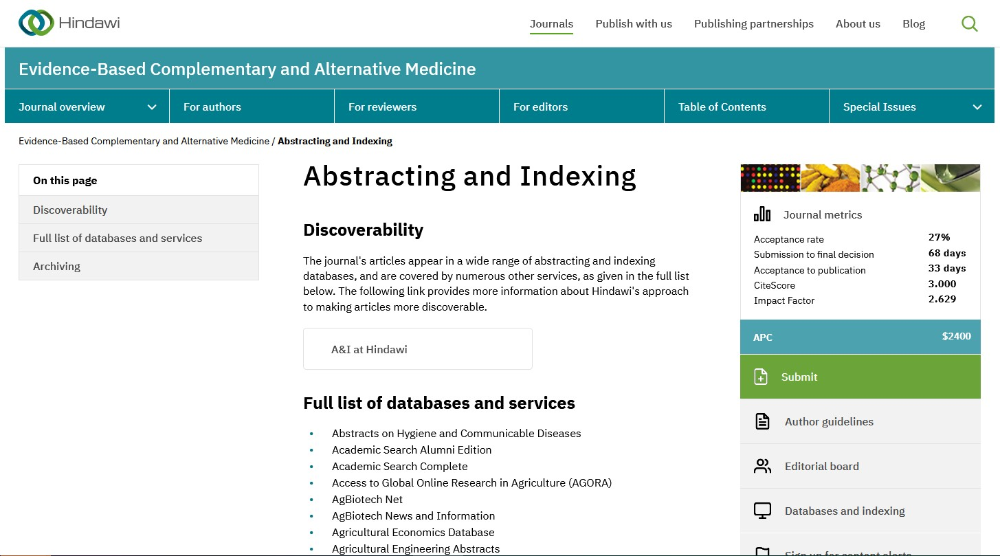 Hindawi
Journals
Publish with us
Publishing partnerships
About us
Blog
Evidence-Based Complementary and Alternative Medicine
Journal overview
For authors
For reviewers
For editors
Table of Contents
Special Issues
Evidence-Based Complementary and Alternative Medicine / Abstracting and Indexing
On this page
Discoverability
Full list of databases and services
Archiving
Abstracting and Indexing
Discoverability
The journal's articles appear in a wide range of abstracting and indexing
databases, and are covered by numerous other services, as given in the full list
below. The following link provides more information about Hindawi's approach
to making articles more discoverable.
A&I at Hindawi
Full list of databases and services
• Abstracts on Hygiene and Communicable Diseases
• Academic Search Alumni Edition
• Academic Search Complete
• Access to Global Online Research in Agriculture (AGORA)
• AgBiotech Net
• AgBiotech News and Information
• Agricultural Economics Database
• Agricultural Engineering Abstracts
Journal metrics
Acceptance rate 27%
Submission to final decision 68 days
Acceptance to publication 33 days
CiteScore 3.000
Impact Factor 2.629
APC $2400
Submit
Author guidelines
Editorial board
Databases and indexing
Sign up for content alerts